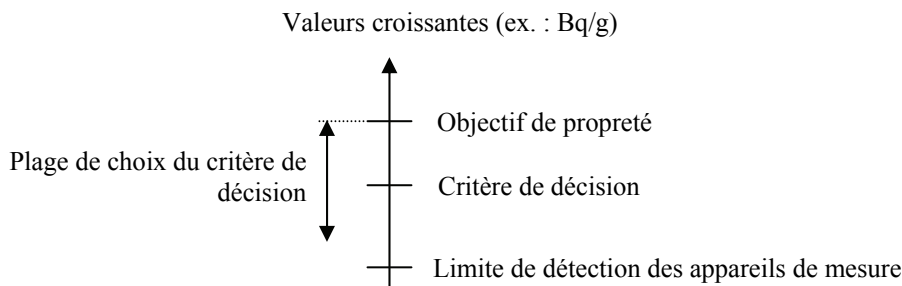 Valeurs croissantes (ex. : Bq/g)
Objectif de propreté
Plage de choix du critère de
décision
Critère de décision
Limite de détection des appareils de mesure